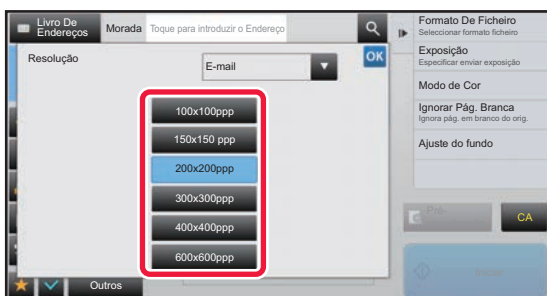 Livro De
Endereços
Morada
Toque para introduzir o Endereço
Resolução
E-mail
OK
100x100ppp
150x150 ppp
200x200ppp
300x300ppp
400x400ppp
600x600ppp
Outros
Formato De Ficheiro
Seleccionar formato ficheiro
Exposição
Especificar enviar exposição
Modo de Cor
Ignorar Pág. Branca
Ignora pág. em branco do orig.
Ajuste do fundo
Pré-
CA
Iniciar